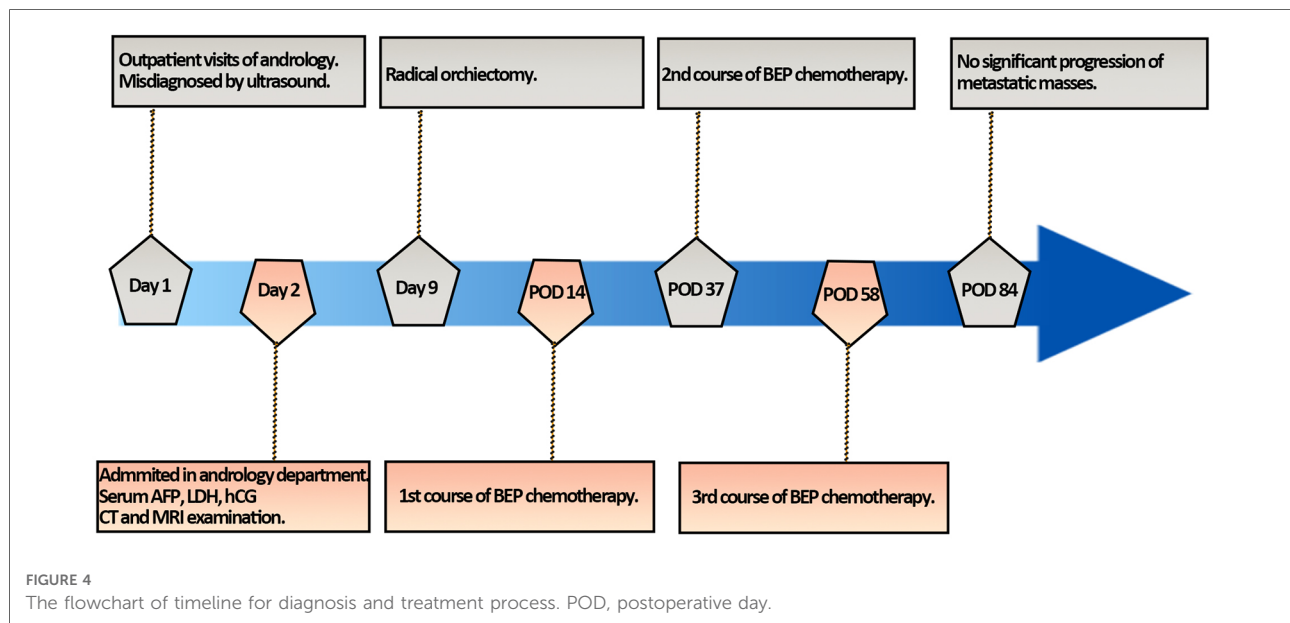 Outpatient visits of andrology.
Misdiagnosed by ultrasound.
Radical orchiectomy.
2nd course of BEP chemotherapy.
No significant progression of
metastatic masses.
Day 1
Day 2
Day 9
POD 14
POD 37
POD 58
POD 84
Admmited in andrology department.
Serum AFP, LDH, hCG
CT and MRI examination.
1st course of BEP chemotherapy.
3rd course of BEP chemotherapy.
FIGURE 4
The flowchart of timeline for diagnosis and treatment process. POD, postoperative day.